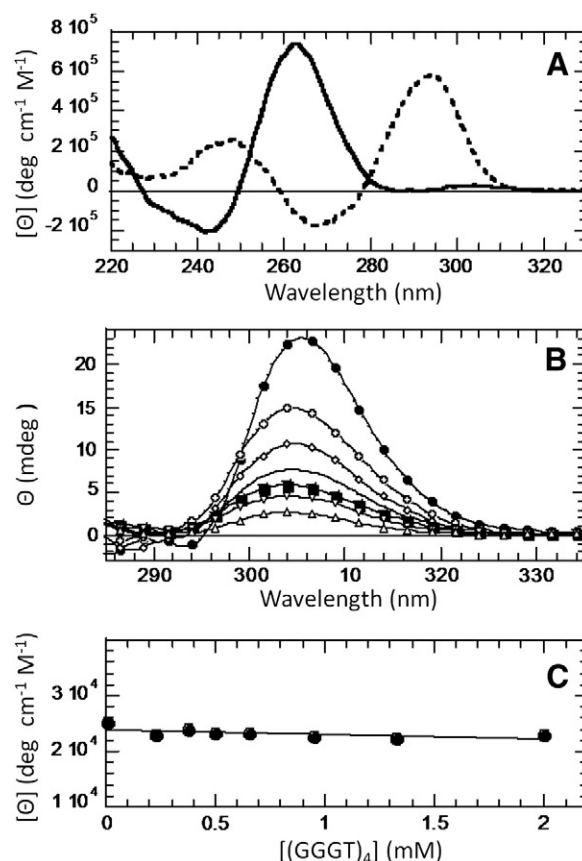 8 10⁵
A
6 10⁵
4 10⁵
2 10⁵
0
-2 10⁵
[Θ] (deg cm⁻¹ M⁻¹)
220 240 260 280 300 320
Wavelength (nm)
B
20
15
10
5
0
Θ (mdeg)
290 300 10 320 330
Wavelength (nm)
C
3 10⁴
2 10⁴
1 10⁴
[Θ] (deg cm⁻¹ M⁻¹)
0 0.5 1 1.5 2
[(GGGT)₄] (mM)